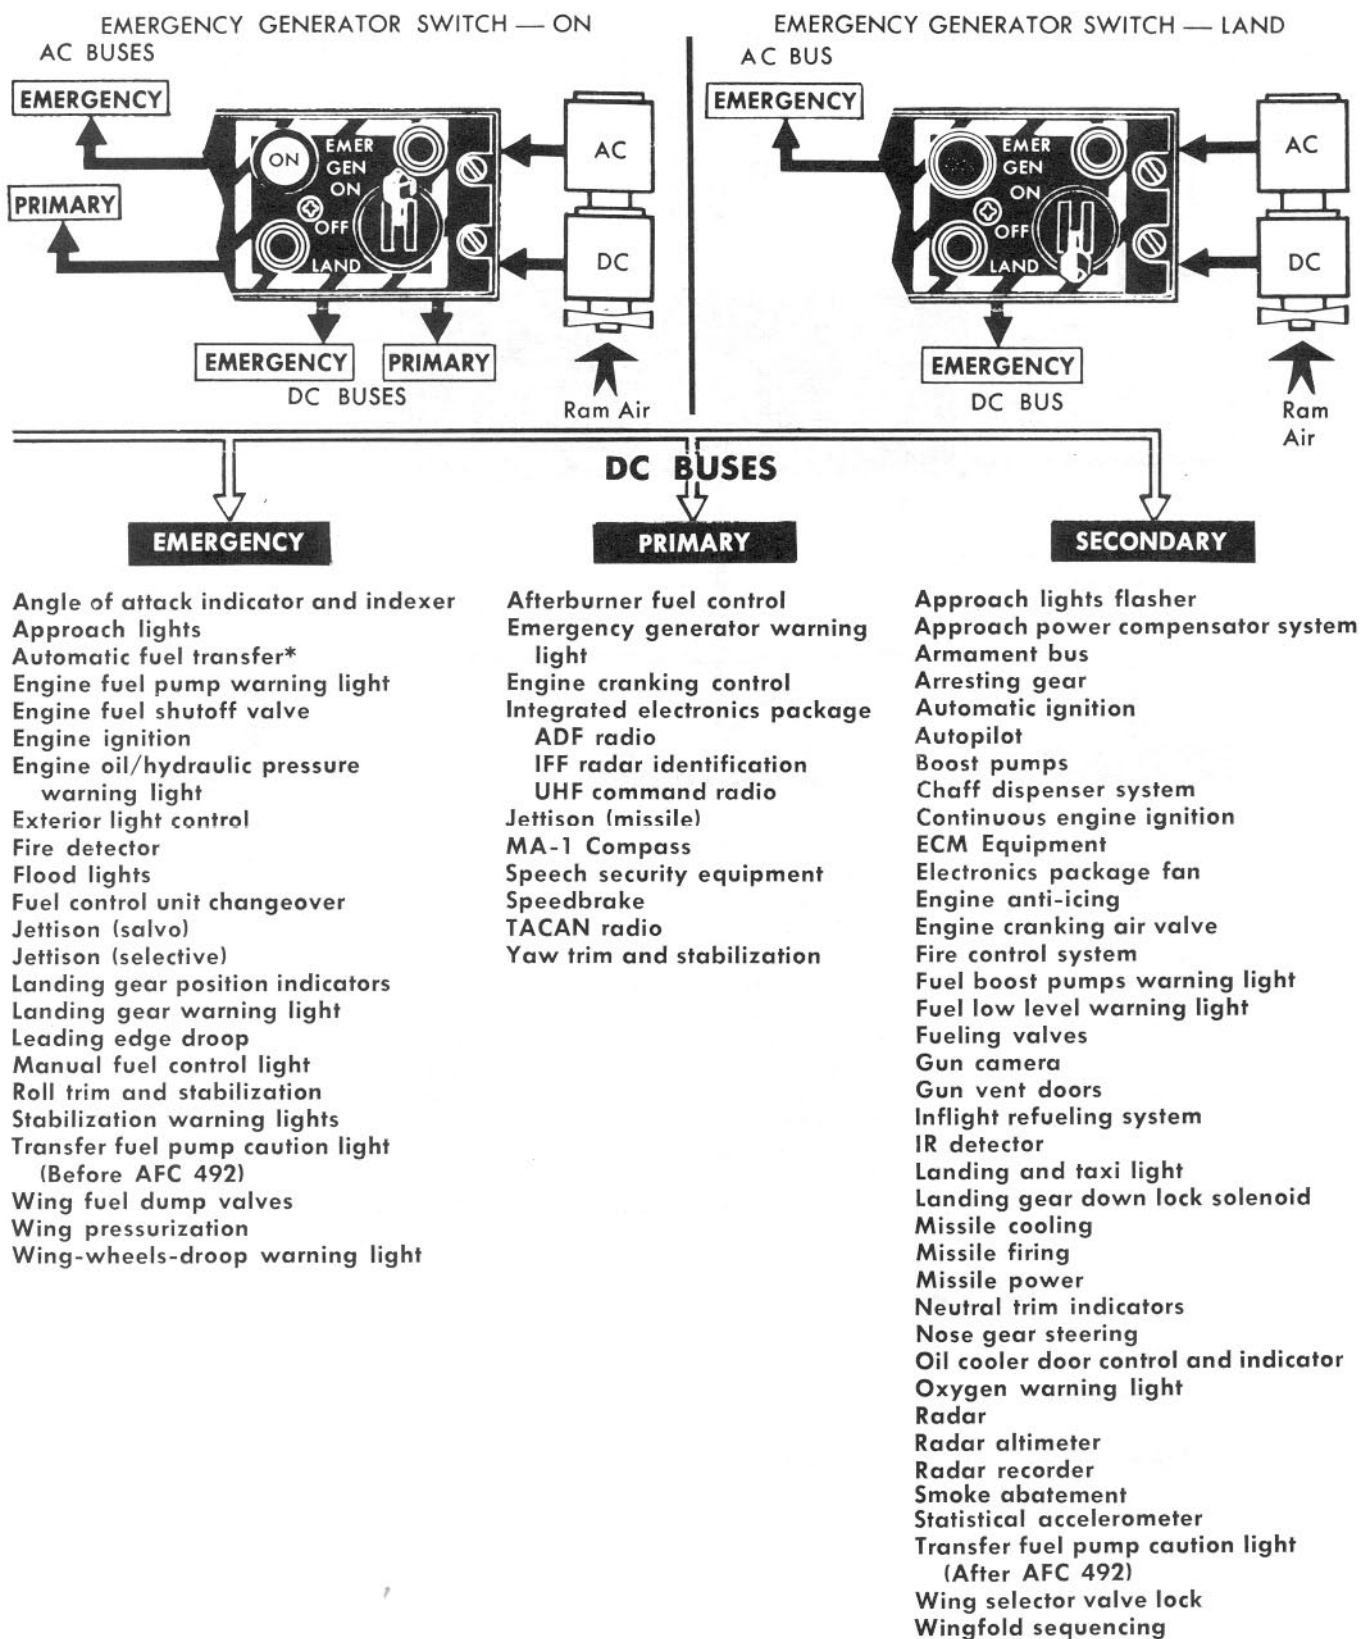 EMERGENCY GENERATOR SWITCH — ON
AC BUSES
EMERGENCY
PRIMARY
ON
EMER
GEN
ON
OFF
LAND
AC
DC
EMERGENCY
PRIMARY
DC BUSES
Ram Air
EMERGENCY GENERATOR SWITCH — LAND
AC BUS
EMERGENCY
EMER
GEN
ON
OFF
LAND
AC
DC
EMERGENCY
DC BUS
Ram
Air
DC BUSES
EMERGENCY
Angle of attack indicator and indexer
Approach lights
Automatic fuel transfer*
Engine fuel pump warning light
Engine fuel shutoff valve
Engine ignition
Engine oil/hydraulic pressure
warning light
Exterior light control
Fire detector
Flood lights
Fuel control unit changeover
Jettison (salvo)
Jettison (selective)
Landing gear position indicators
Landing gear warning light
Leading edge droop
Manual fuel control light
Roll trim and stabilization
Stabilization warning lights
Transfer fuel pump caution light
(Before AFC 492)
Wing fuel dump valves
Wing pressurization
Wing-wheels-droop warning light
PRIMARY
Afterburner fuel control
Emergency generator warning
light
Engine cranking control
Integrated electronics package
ADF radio
IFF radar identification
UHF command radio
Jettison (missile)
MA-1 Compass
Speech security equipment
Speedbrake
TACAN radio
Yaw trim and stabilization
SECONDARY
Approach lights flasher
Approach power compensator system
Armament bus
Arresting gear
Automatic ignition
Autopilot
Boost pumps
Chaff dispenser system
Continuous engine ignition
ECM Equipment
Electronics package fan
Engine anti-icing
Engine cranking air valve
Fire control system
Fuel boost pumps warning light
Fuel low level warning light
Fueling valves
Gun camera
Gun vent doors
Inflight refueling system
IR detector
Landing and taxi light
Landing gear down lock solenoid
Missile cooling
Missile firing
Missile power
Neutral trim indicators
Nose gear steering
Oil cooler door control and indicator
Oxygen warning light
Radar
Radar altimeter
Radar recorder
Smoke abatement
Statistical accelerometer
Transfer fuel pump caution light
(After AFC 492)
Wing selector valve lock
Wingfold sequencing